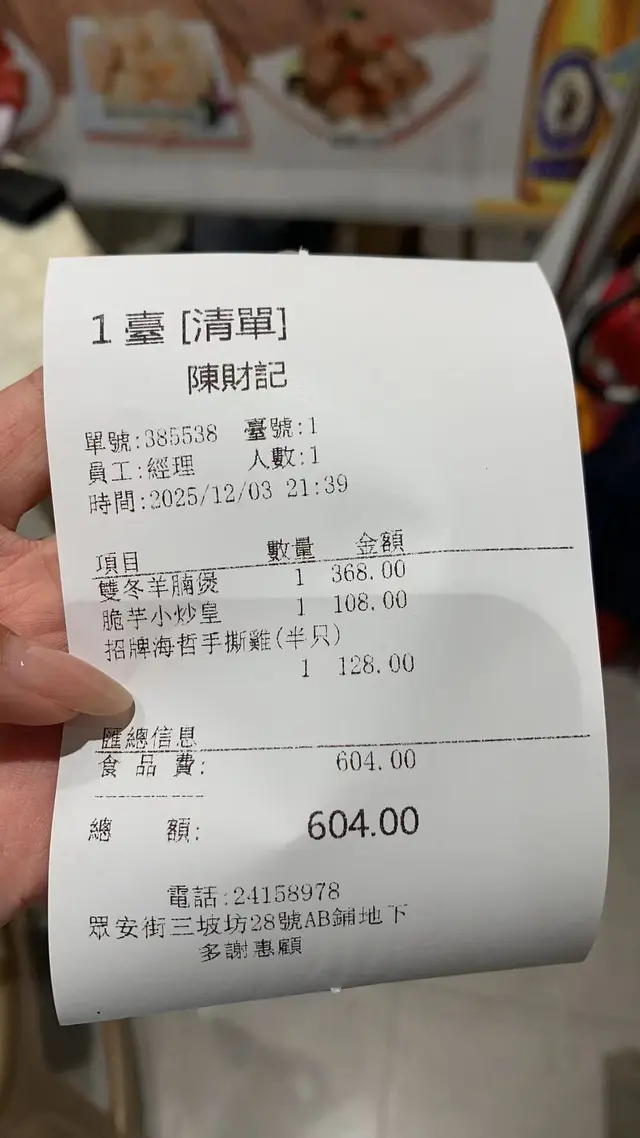 1 臺 [清單]
陳財記
單號:385538 臺號:1
員工:經理 人數:1
時間:2025/12/03 21:39
項目 數量 金額
雙冬羊腩煲 1 368.00
脆芋小炒皇 1 108.00
招牌海哲手撕雞(半只)
1 128.00
匯總信息
食品費: 604.00
總額: 604.00
電話:24158978
眾安街三坡坊28號AB鋪地下
多謝惠顧